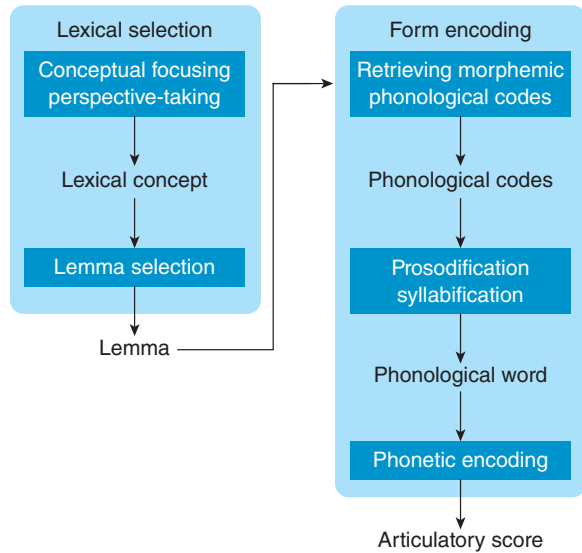 Lexical selection
Conceptual focusing
perspective-taking
Lexical concept
Lemma selection
Lemma
Form encoding
Retrieving morphemic
phonological codes
Phonological codes
Prosodification
syllabification
Phonological word
Phonetic encoding
Articulatory score